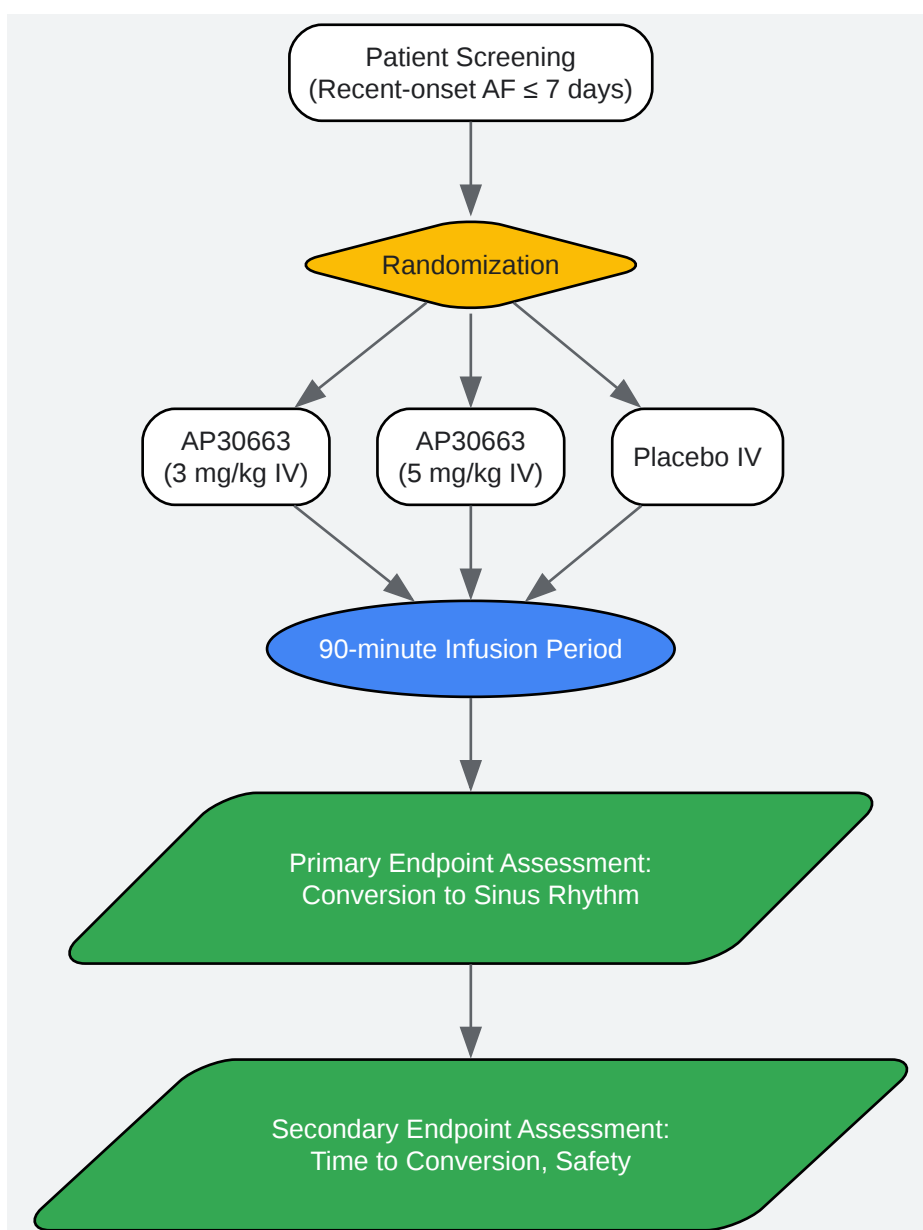 Patient Screening
(Recent-onset AF ≤ 7 days)
Randomization
AP30663
(3 mg/kg IV)
AP30663
(5 mg/kg IV)
Placebo IV
90-minute Infusion Period
Primary Endpoint Assessment:
Conversion to Sinus Rhythm
Secondary Endpoint Assessment:
Time to Conversion, Safety